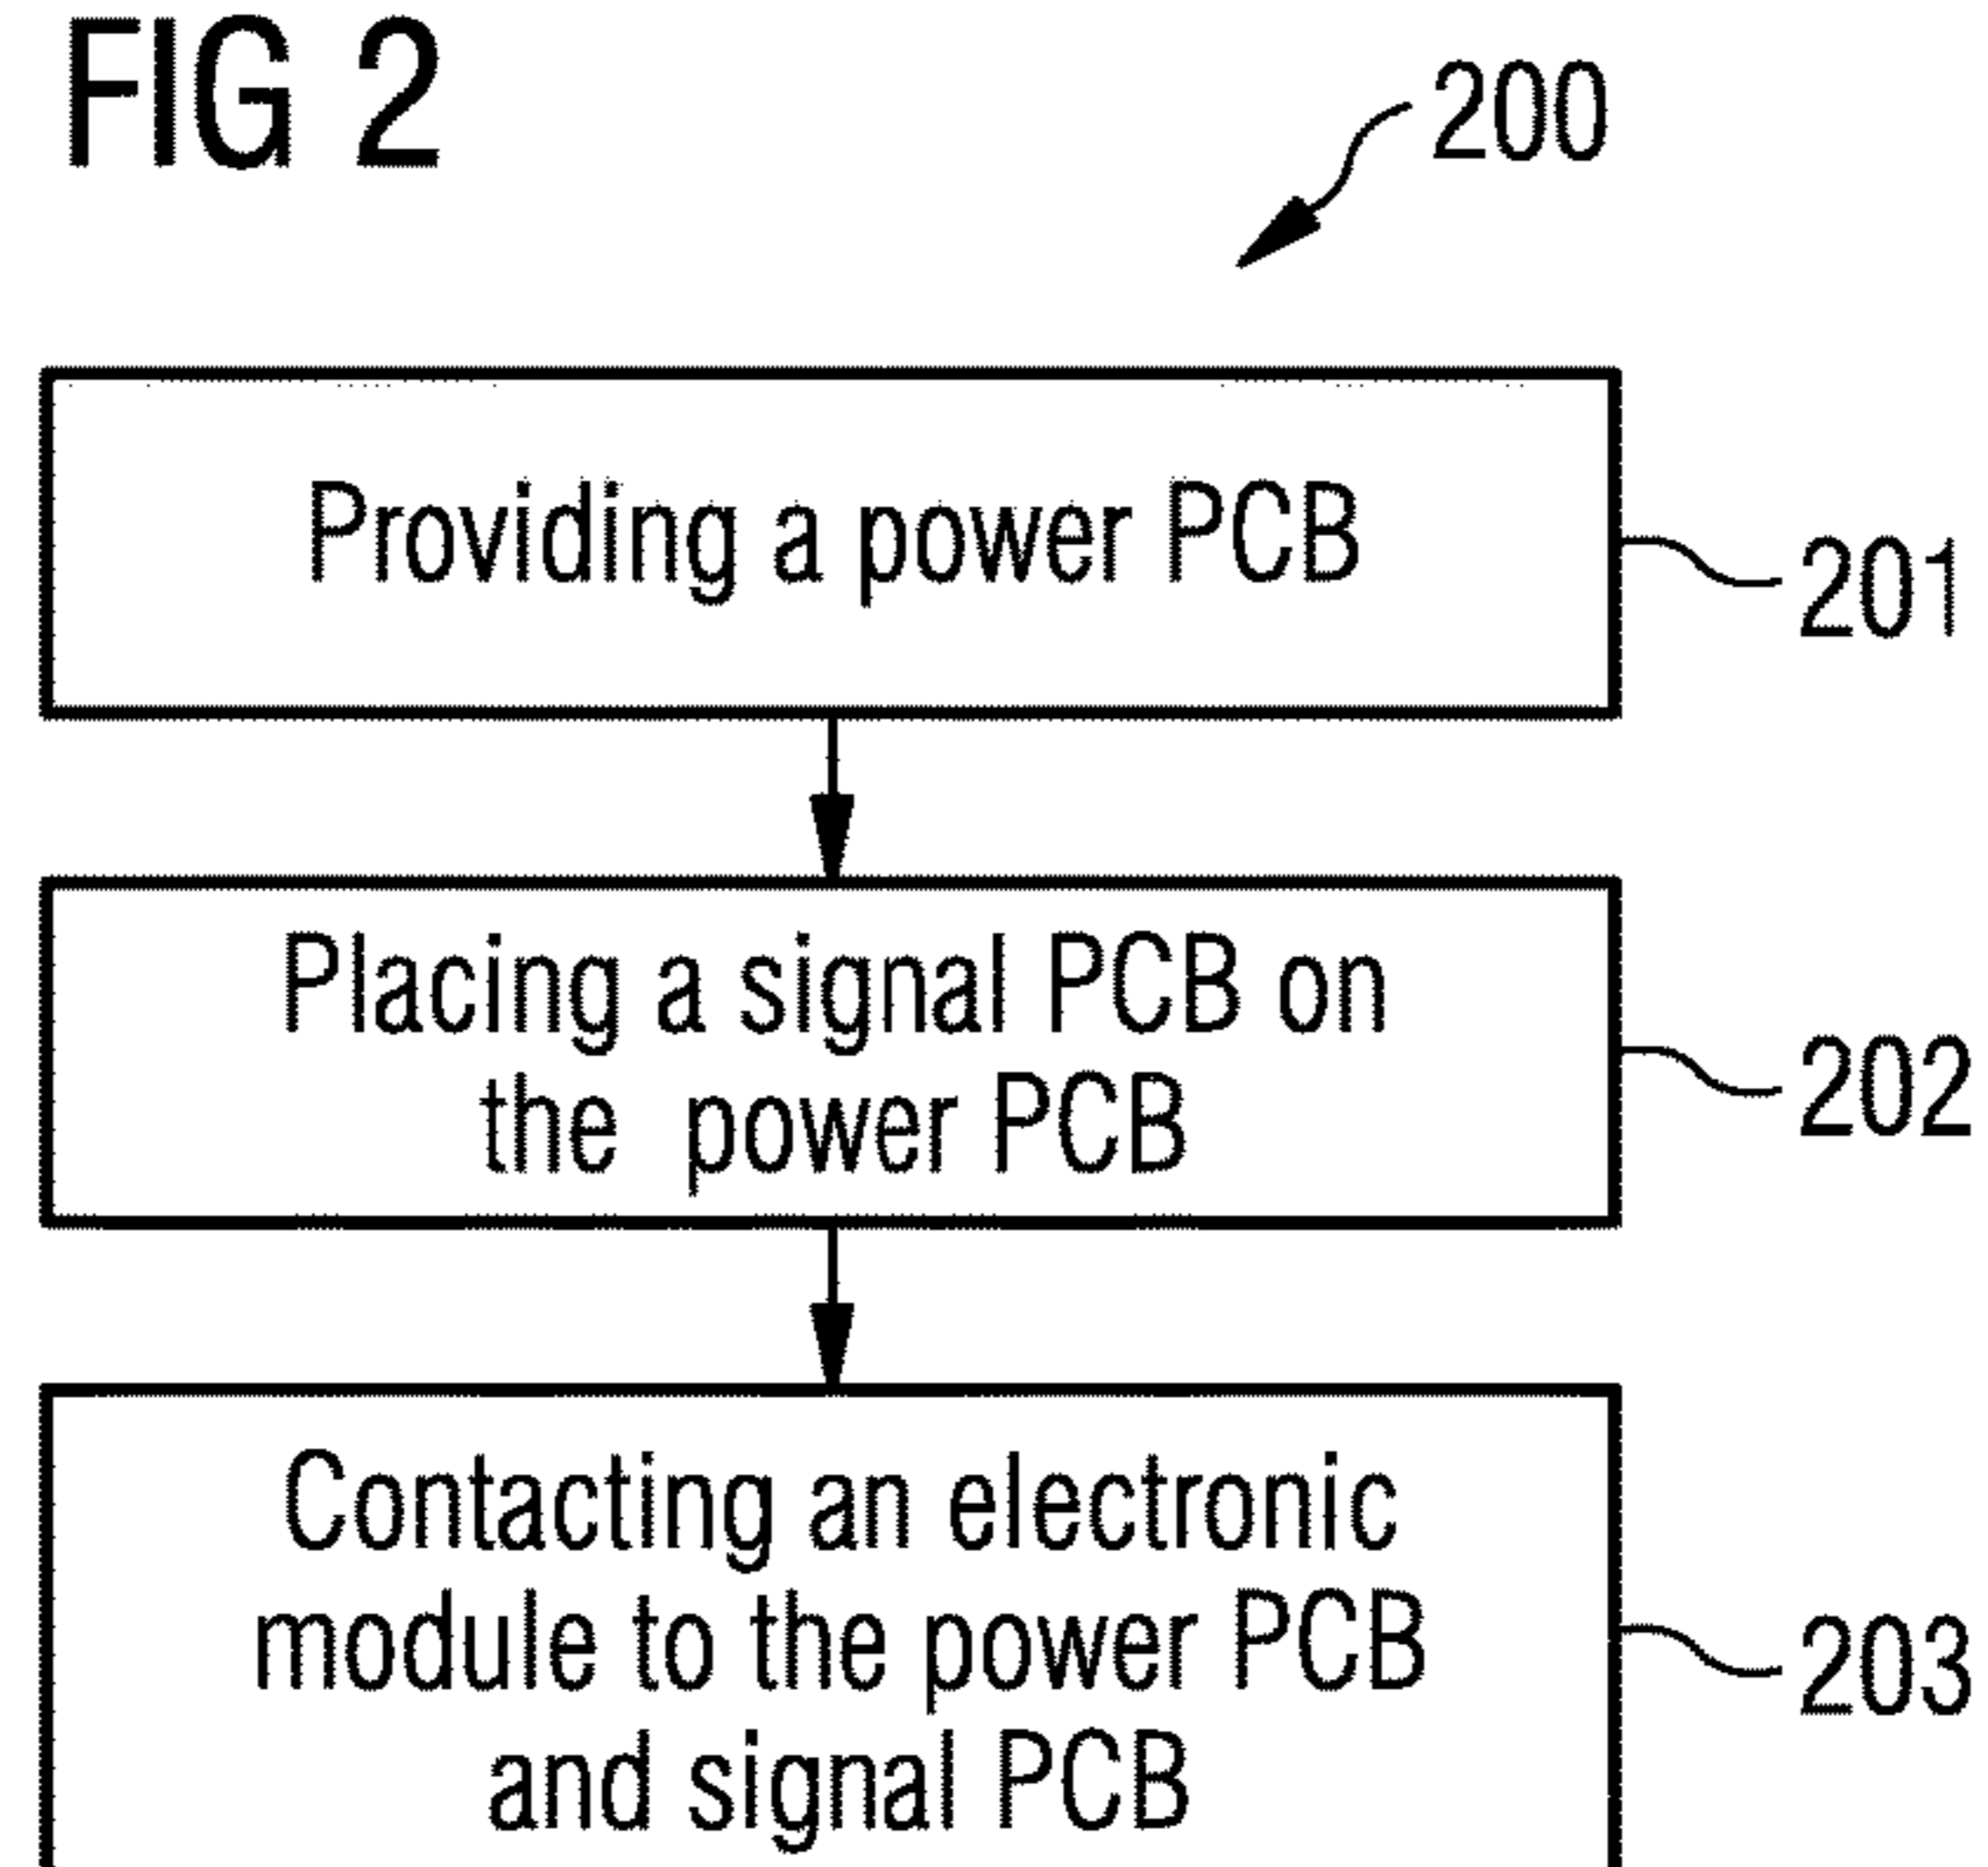 FIG 2
200
Providing a power PCB
201
Placing a signal PCB on
the power PCB
202
Contacting an electronic
module to the power PCB
and signal PCB
203